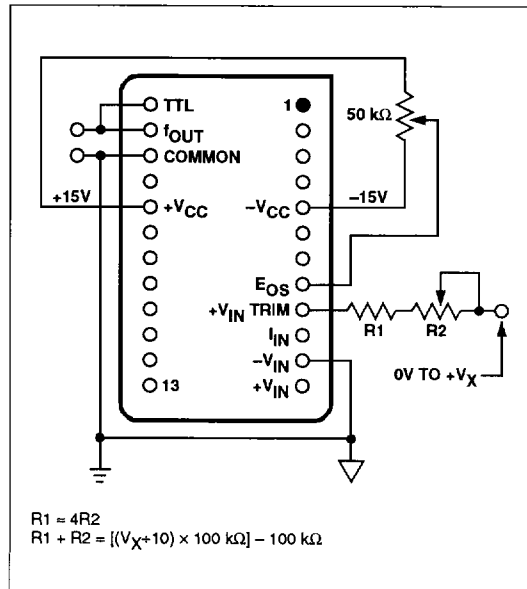 TTL
1
50 kΩ
fOUT
COMMON
+15V
+VCC
−VCC
−15V
EOS
+VIN TRIM
R1
R2
IIN
−VIN
0V TO +VX
13
+VIN
R1 = 4R2
R1 + R2 = [(VX÷10) × 100 kΩ] − 100 kΩ